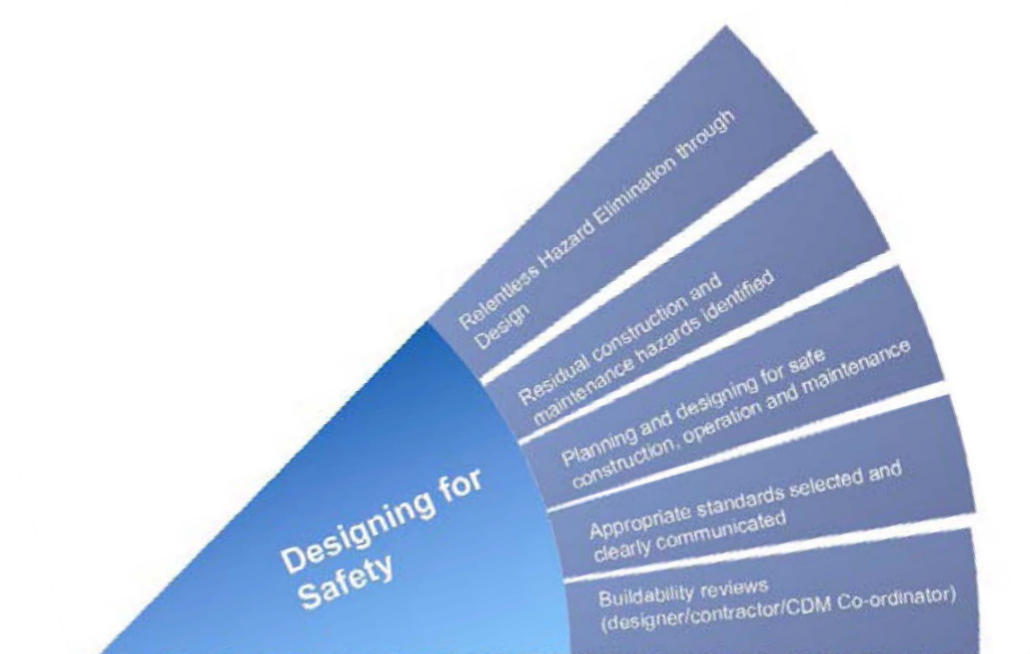 Relentless Hazard Elimination through
Design
Residual construction and
maintenance hazards identified
Planning and designing for safe
construction, operation and maintenance
Appropriate standards selected and
clearly communicated
Buildability reviews
(designer/contractor/CDM Co-ordinator)
Designing for
Safety